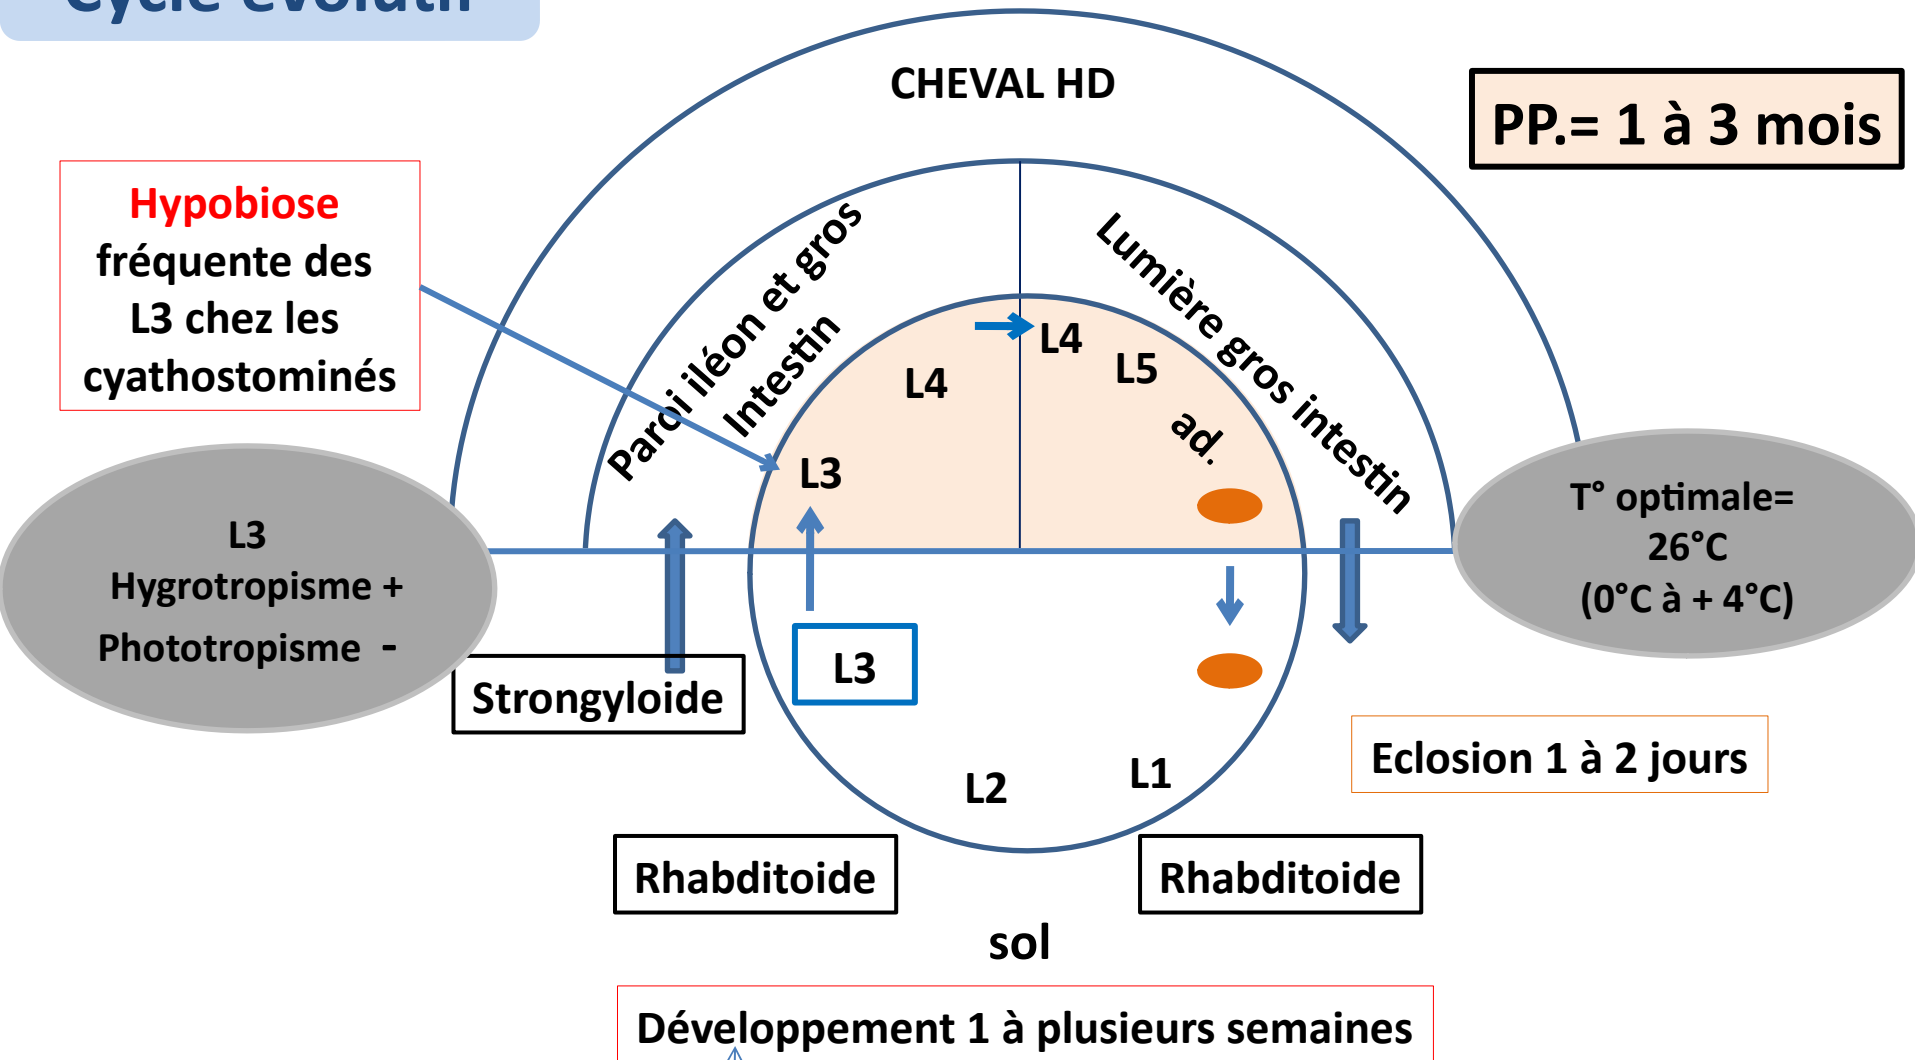 Cycle évolutif
CHEVAL HD
PP.= 1 à 3 mois
Hypobiose
fréquente des
L3 chez les
cyathostominés
Paroi iléon et gros
Intestin
Lumière gros intestin
L4
L4
L5
ad.
L3
L3
Hygrotropisme +
Phototropisme -
T° optimale=
26°C
(0°C à + 4°C)
Strongyloide
L3
L2
L1
Eclosion 1 à 2 jours
Rhabditoide
Rhabditoide
sol
Développement 1 à plusieurs semaines